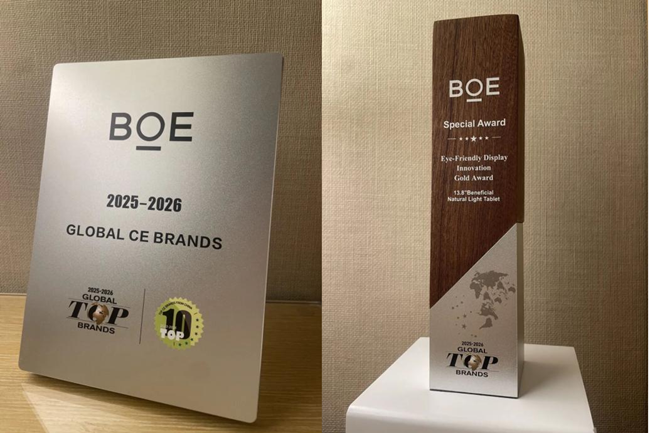 BOE
2025-2026
GLOBAL CE BRANDS
2025-2026
GLOBAL
TOP
BRANDS
10
TOP
BOE
Special Award
Eye-Friendly Display
Innovation
Gold Award
13.8"Beneficial
Natural Light Tablet
2025-2026
GLOBAL
TOP
BRANDS